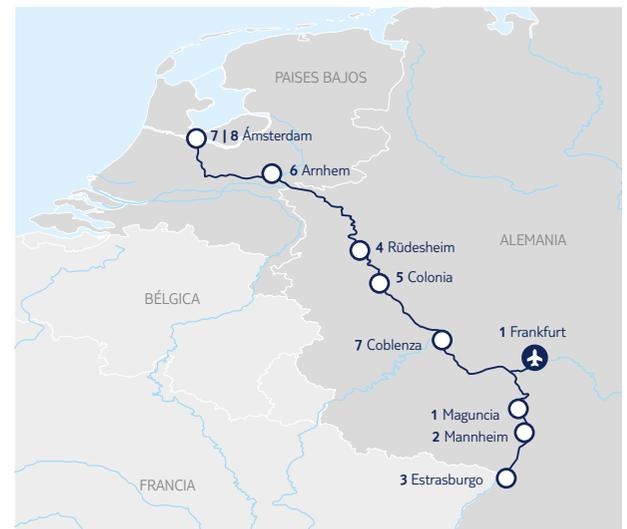 PAISES BAJOS
7 | 8 Ámsterdam
6 Arnhem
4 Rüdesheim
ALEMANIA
5 Colonia
BÉLGICA
1 Frankfurt
7 Coblenza
1 Maguncia
2 Mannheim
3 Estrasburgo
FRANCIA